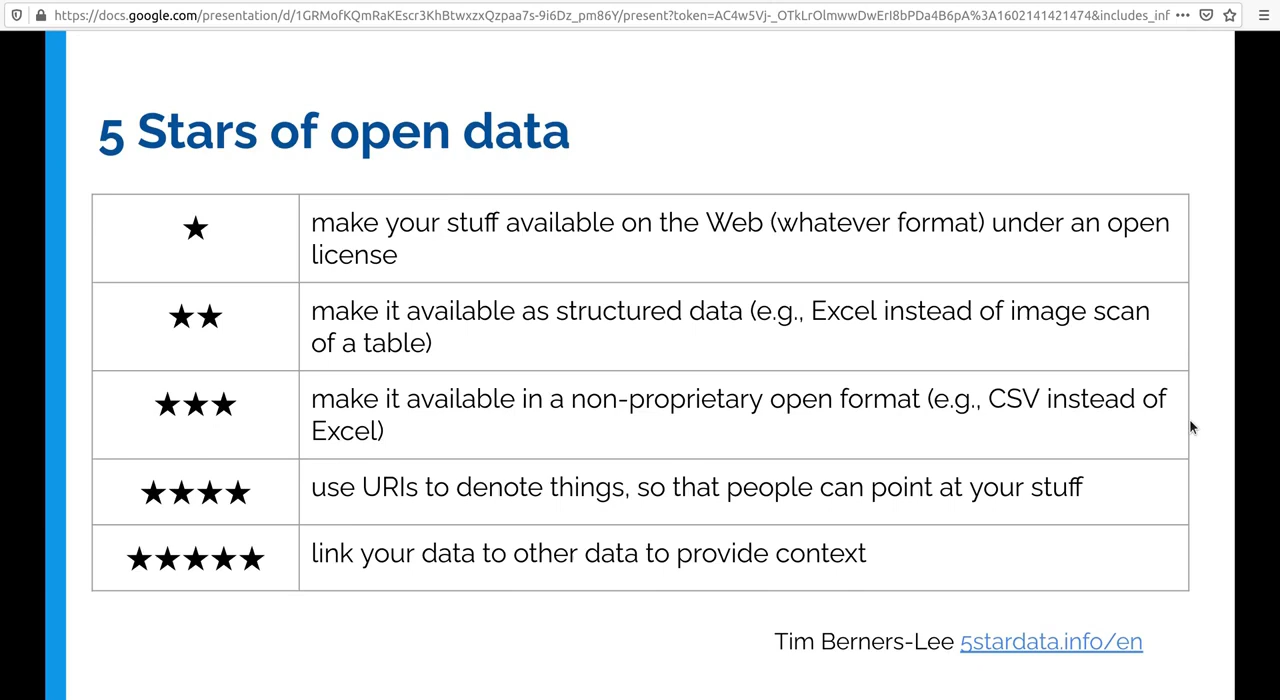 https://docs.google.com/presentation/d/1GRMofKQmRaKEscr3KhBtwxzxQzpaa7s-9i6Dz_pm86Y/present?token=AC4w5Vj-_OTkLrOlmwwDwErI8bPDa4B6pA%3A1602141421474&includes_inf
5 Stars of open data
★ make your stuff available on the Web (whatever format) under an open
license
★★ make it available as structured data (e.g., Excel instead of image scan
of a table)
★★★ make it available in a non-proprietary open format (e.g., CSV instead of
Excel)
★★★★ use URIs to denote things, so that people can point at your stuff
★★★★★ link your data to other data to provide context
Tim Berners-Lee 5stardata.info/en